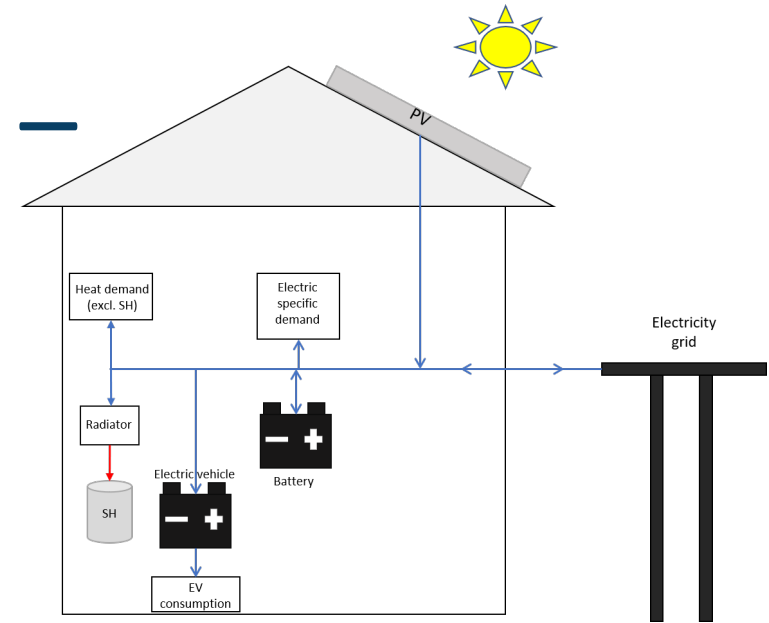 PV
Heat demand
(excl. SH)
Electric
specific
demand
Electricity
grid
Radiator
Electric vehicle
Battery
SH
EV
consumption